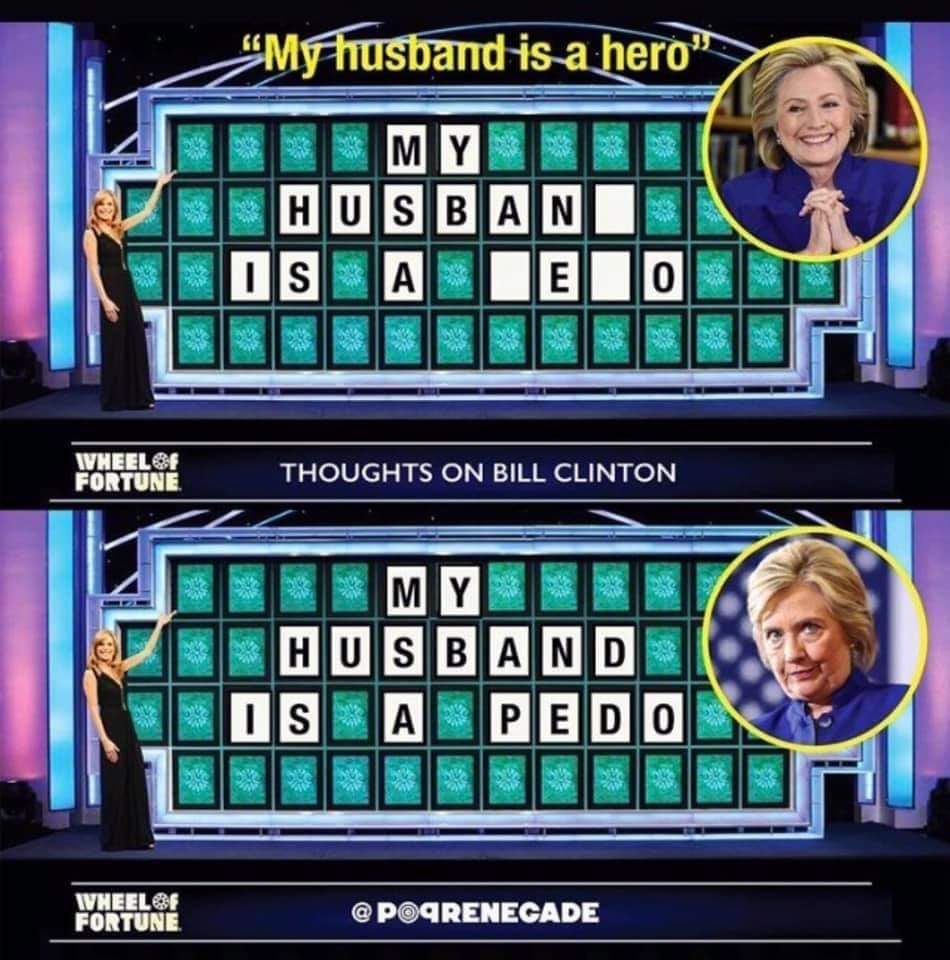 “My husband is a hero”
MY
HUSBAN
IS A E O
WHEEL OF
FORTUNE
THOUGHTS ON BILL CLINTON
MY
HUSBAND
IS A PEDO
WHEEL OF
FORTUNE
@POPRENEGADE